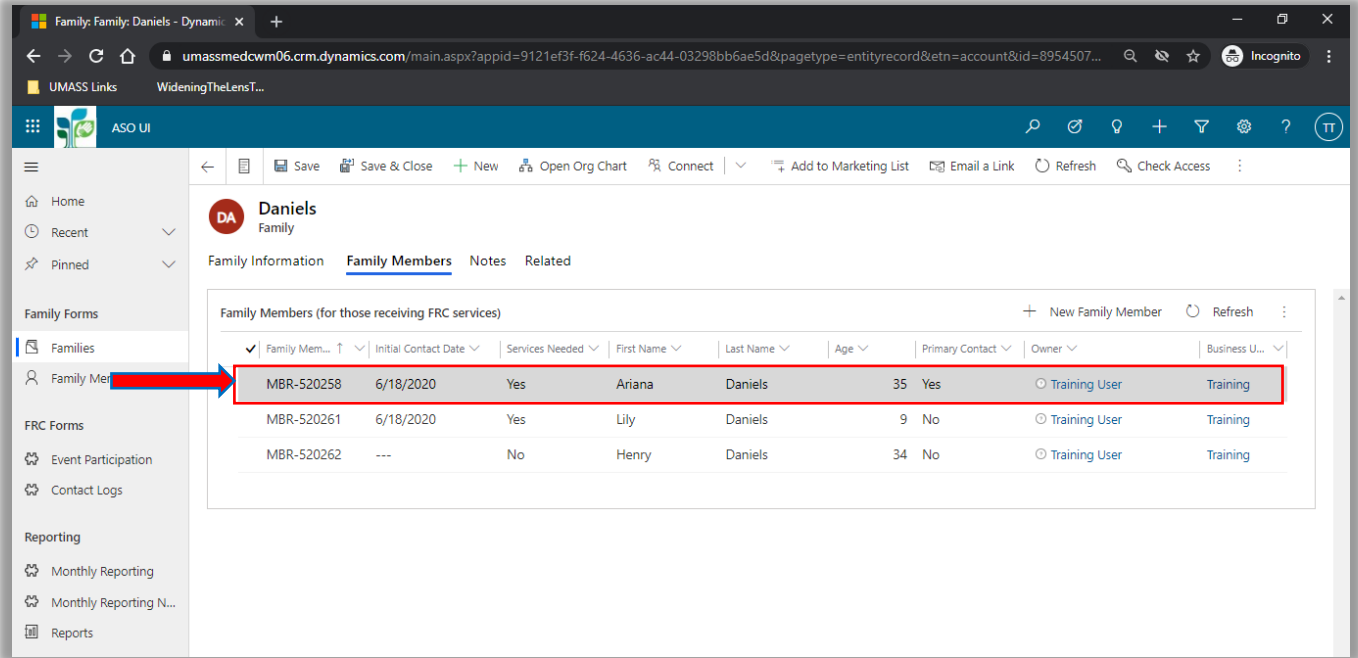 Family: Family: Daniels - Dynamic
umassmedcwm06.crm.dynamics.com/main.aspx?appid=9121ef3f-f624-4636-ac44-03298bb6ae5d&pagetype=entityrecord&etn=account&id=8954507... Incognito
UMASS Links WideningTheLensT...
ASO UI ? TT
Save Save & Close New Open Org Chart Connect Add to Marketing List Email a Link Refresh Check Access
Home
Recent
Pinned
Family Forms
Families
Family Mem
FRC Forms
Event Participation
Contact Logs
Reporting
Monthly Reporting
Monthly Reporting N...
Reports
DA Daniels
Family
Family Information Family Members Notes Related
Family Members (for those receiving FRC services) New Family Member Refresh
Family Mem... Initial Contact Date Services Needed First Name Last Name Age Primary Contact Owner Business U...
MBR-520258 6/18/2020 Yes Ariana Daniels 35 Yes Training User Training
MBR-520261 6/18/2020 Yes Lily Daniels 9 No Training User Training
MBR-520262 --- No Henry Daniels 34 No Training User Training